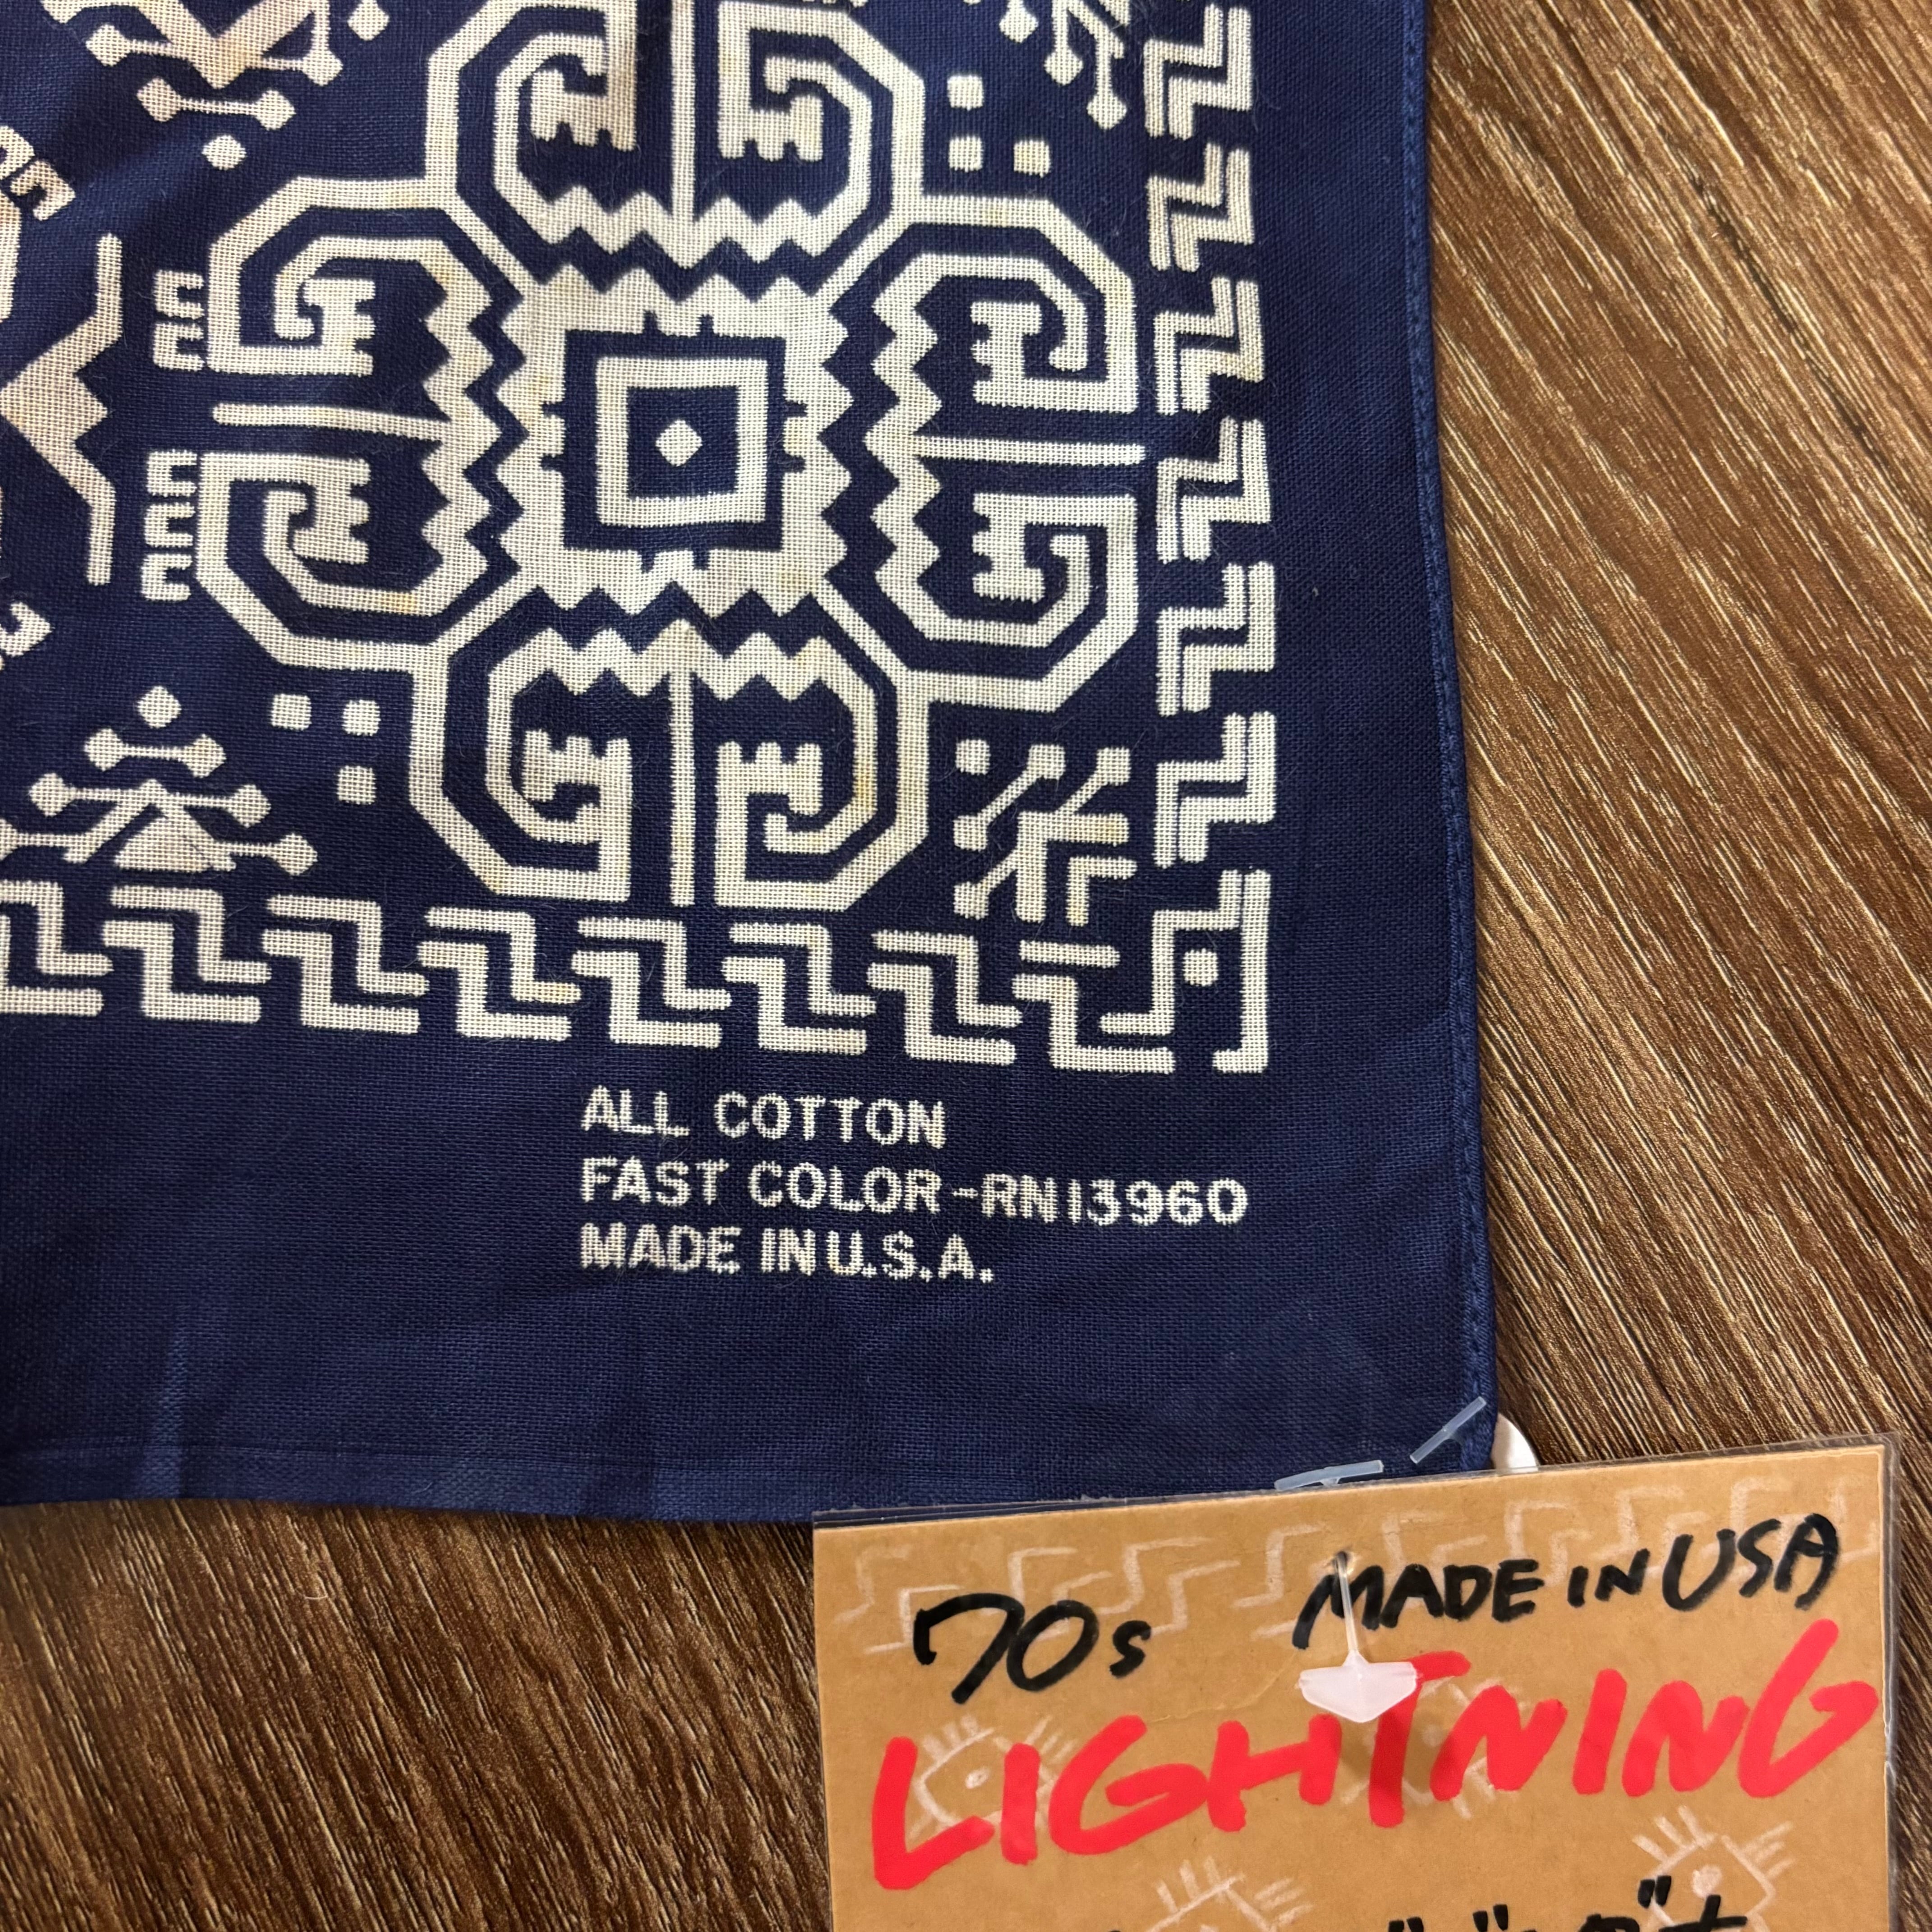 ALL COTTON
FAST COLOR-RN13960
MADE IN U.S.A.
70s MADE IN USA
LIGHTNING